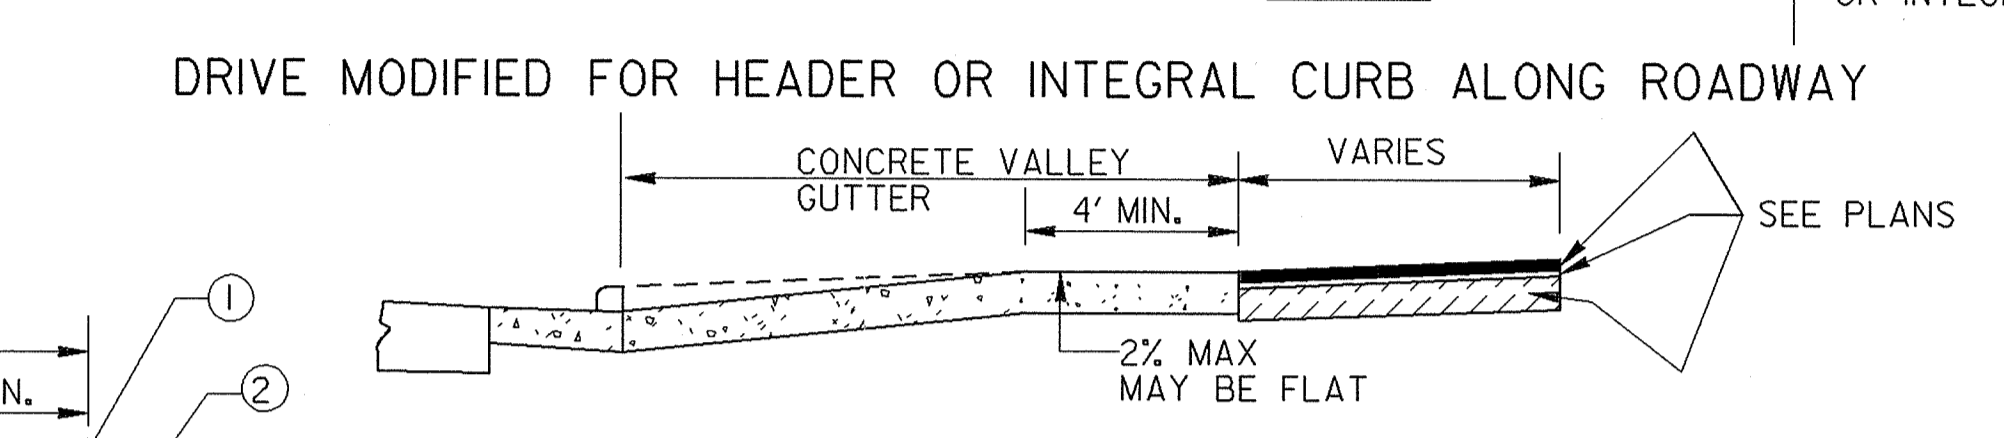 DRIVE MODIFIED FOR HEADER OR INTEGRAL CURB ALONG ROADWAY
CONCRETE VALLEY
GUTTER
VARIES
4' MIN.
SEE PLANS
1
2% MAX
MAY BE FLAT
2
N.